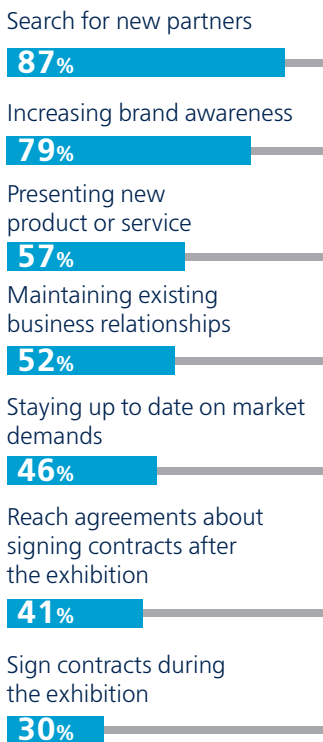 Search for new partners
87%
Increasing brand awareness
79%
Presenting new
product or service
57%
Maintaining existing
business relationships
52%
Staying up to date on market
demands
46%
Reach agreements about
signing contracts after
the exhibition
41%
Sign contracts during
the exhibition
30%